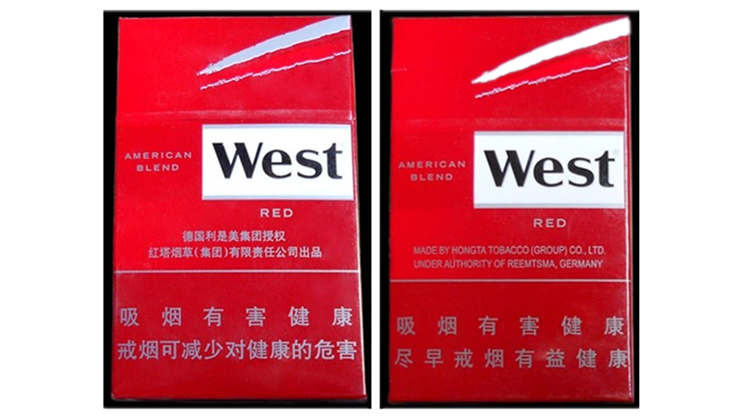 AMERICAN
BLEND
West
RED
德国利是美集团授权
红塔烟草(集团)有限责任公司出品
吸烟有害健康
戒烟可减少对健康的危害
AMERICAN
BLEND
West
RED
MADE BY HONGTA TOBACCO (GROUP) CO., LTD.
UNDER AUTHORITY OF REEMTSMA, GERMANY
吸烟有害健康
尽早戒烟有益健康